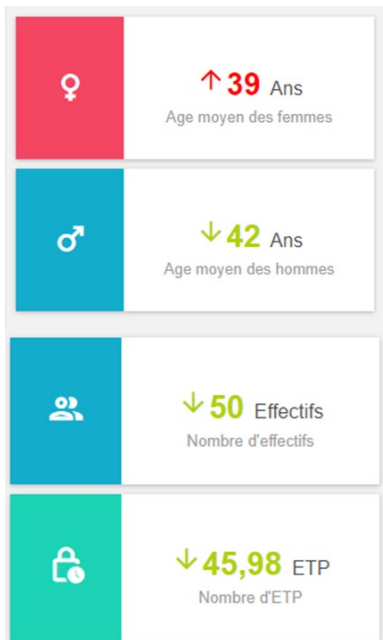 39 Ans
Age moyen des femmes
42 Ans
Age moyen des hommes
50 Effectifs
Nombre d'effectifs
45,98 ETP
Nombre d'ETP